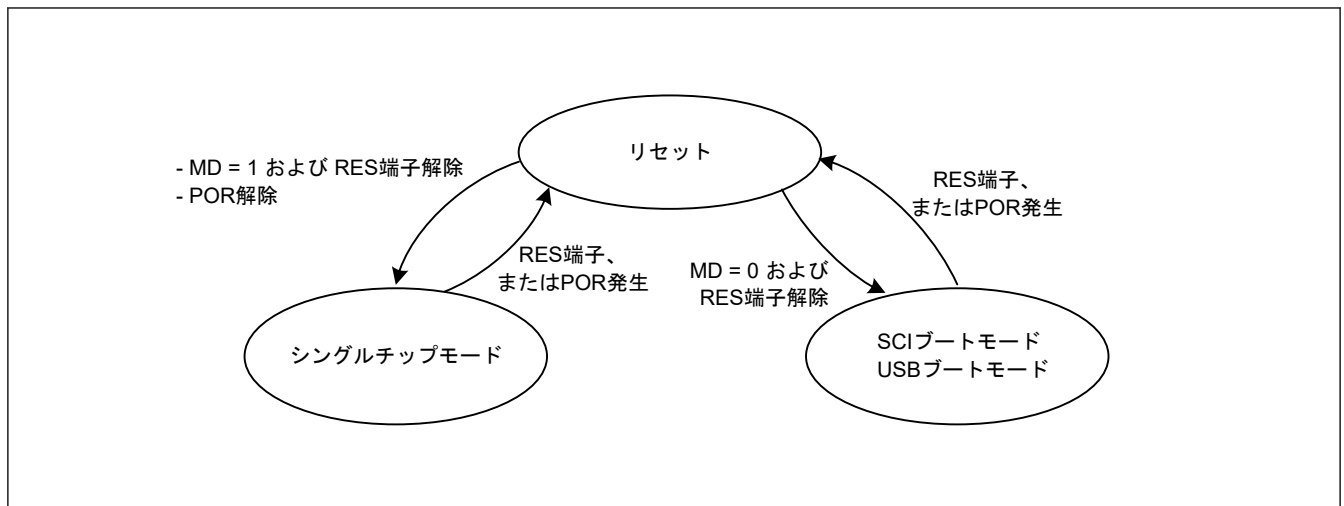 リセット
- MD = 1 および RES端子解除
- POR解除
RES端子、
またはPOR発生
RES端子、
またはPOR発生
MD = 0 および
RES端子解除
シングルチップモード
SCIブートモード
USBブートモード